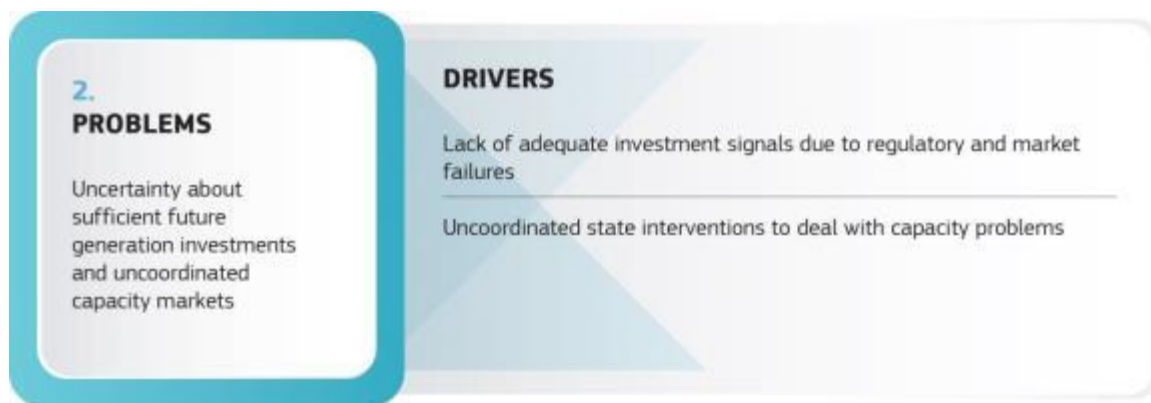 2.
PROBLEMS
Uncertainty about
sufficient future
generation investments
and uncoordinated
capacity markets
DRIVERS
Lack of adequate investment signals due to regulatory and market
failures
Uncoordinated state interventions to deal with capacity problems